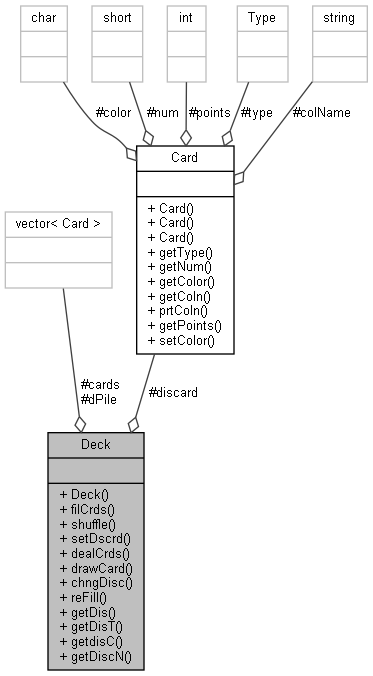 char
short
int
Type
string
#color
#num
#points
#type
#colName
Card
+ Card()
+ Card()
+ Card()
+ getType()
+ getNum()
+ getColor()
+ getColn()
+ prtColn()
+ getPoints()
+ setColor()
vector< Card >
#cards
#dPile
#discard
Deck
+ Deck()
+ filCrds()
+ shuffle()
+ setDscrd()
+ dealCrds()
+ drawCard()
+ chngDisc()
+ reFill()
+ getDis()
+ getDisT()
+ getdisC()
+ getDiscN()